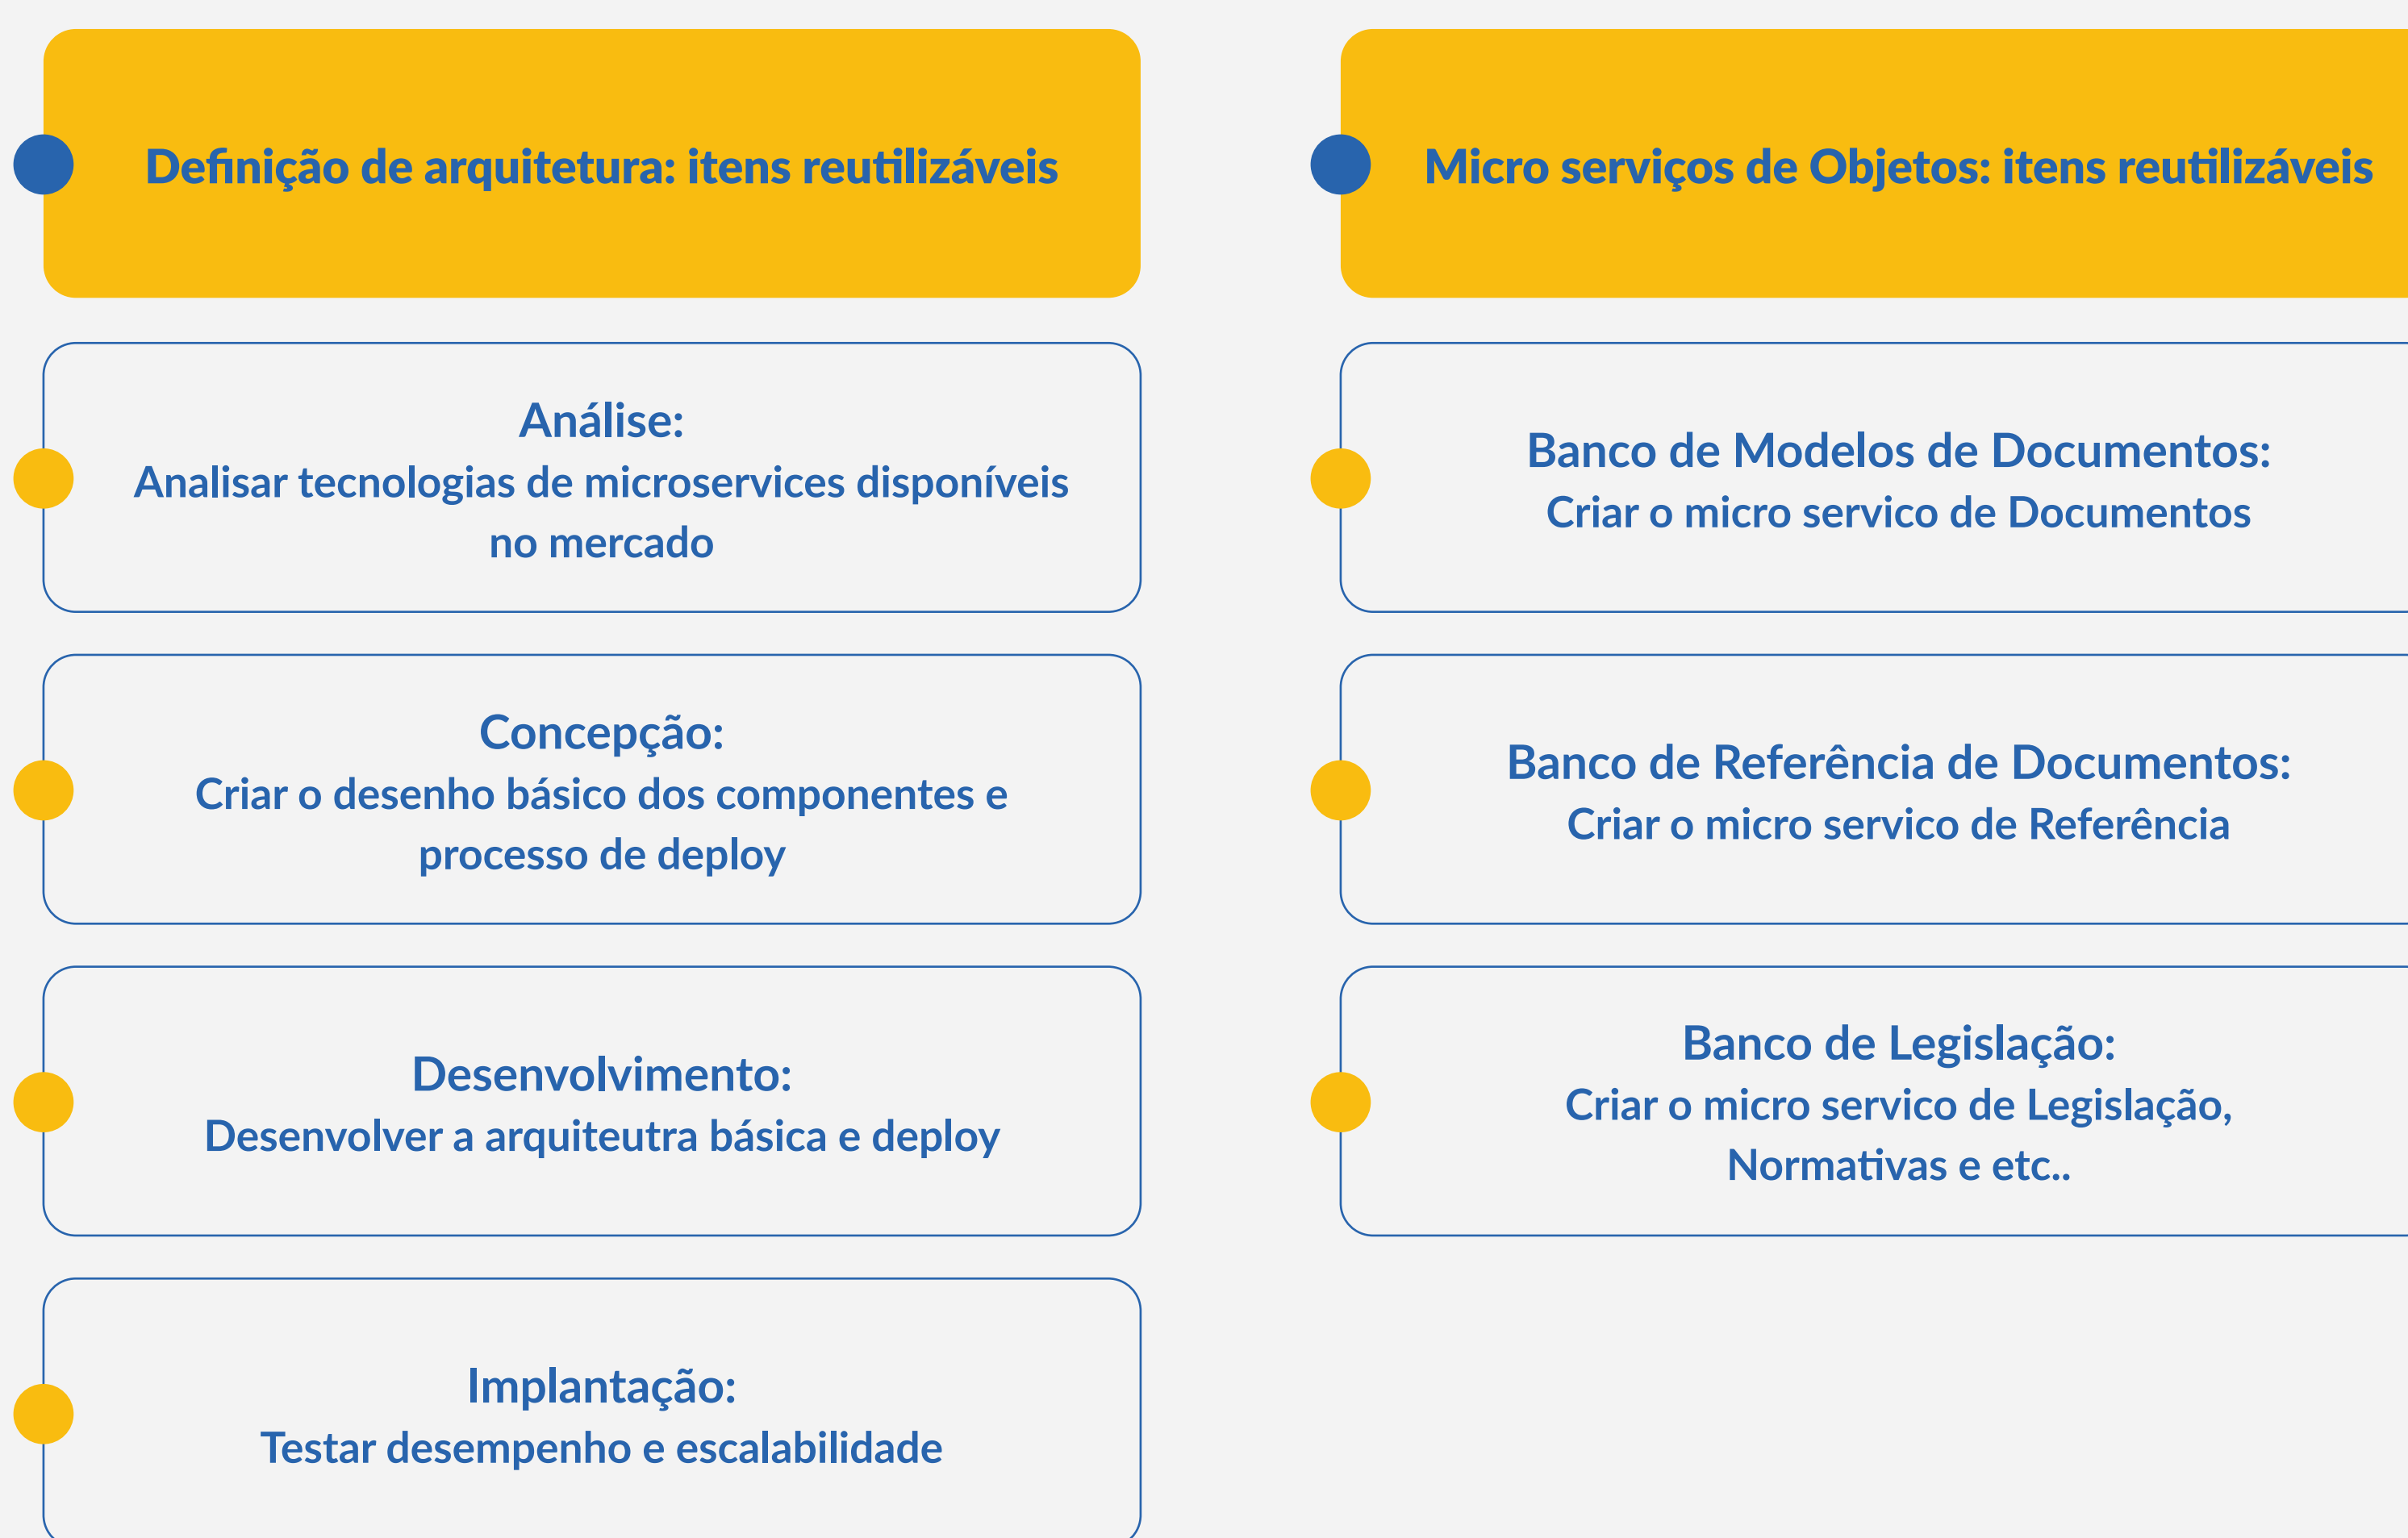 Definição de arquitetura: itens reutilizáveis
Análise:
Analisar tecnologias de microservices disponíveis
no mercado
Concepção:
Criar o desenho básico dos componentes e
processo de deploy
Desenvolvimento:
Desenvolver a arquiteutra básica e deploy
Implantação:
Testar desempenho e escalabilidade
Micro serviços de Objetos: itens reutilizáveis
Banco de Modelos de Documentos:
Criar o micro servico de Documentos
Banco de Referência de Documentos:
Criar o micro servico de Referência
Banco de Legislação:
Criar o micro servico de Legislação,
Normativas e etc..